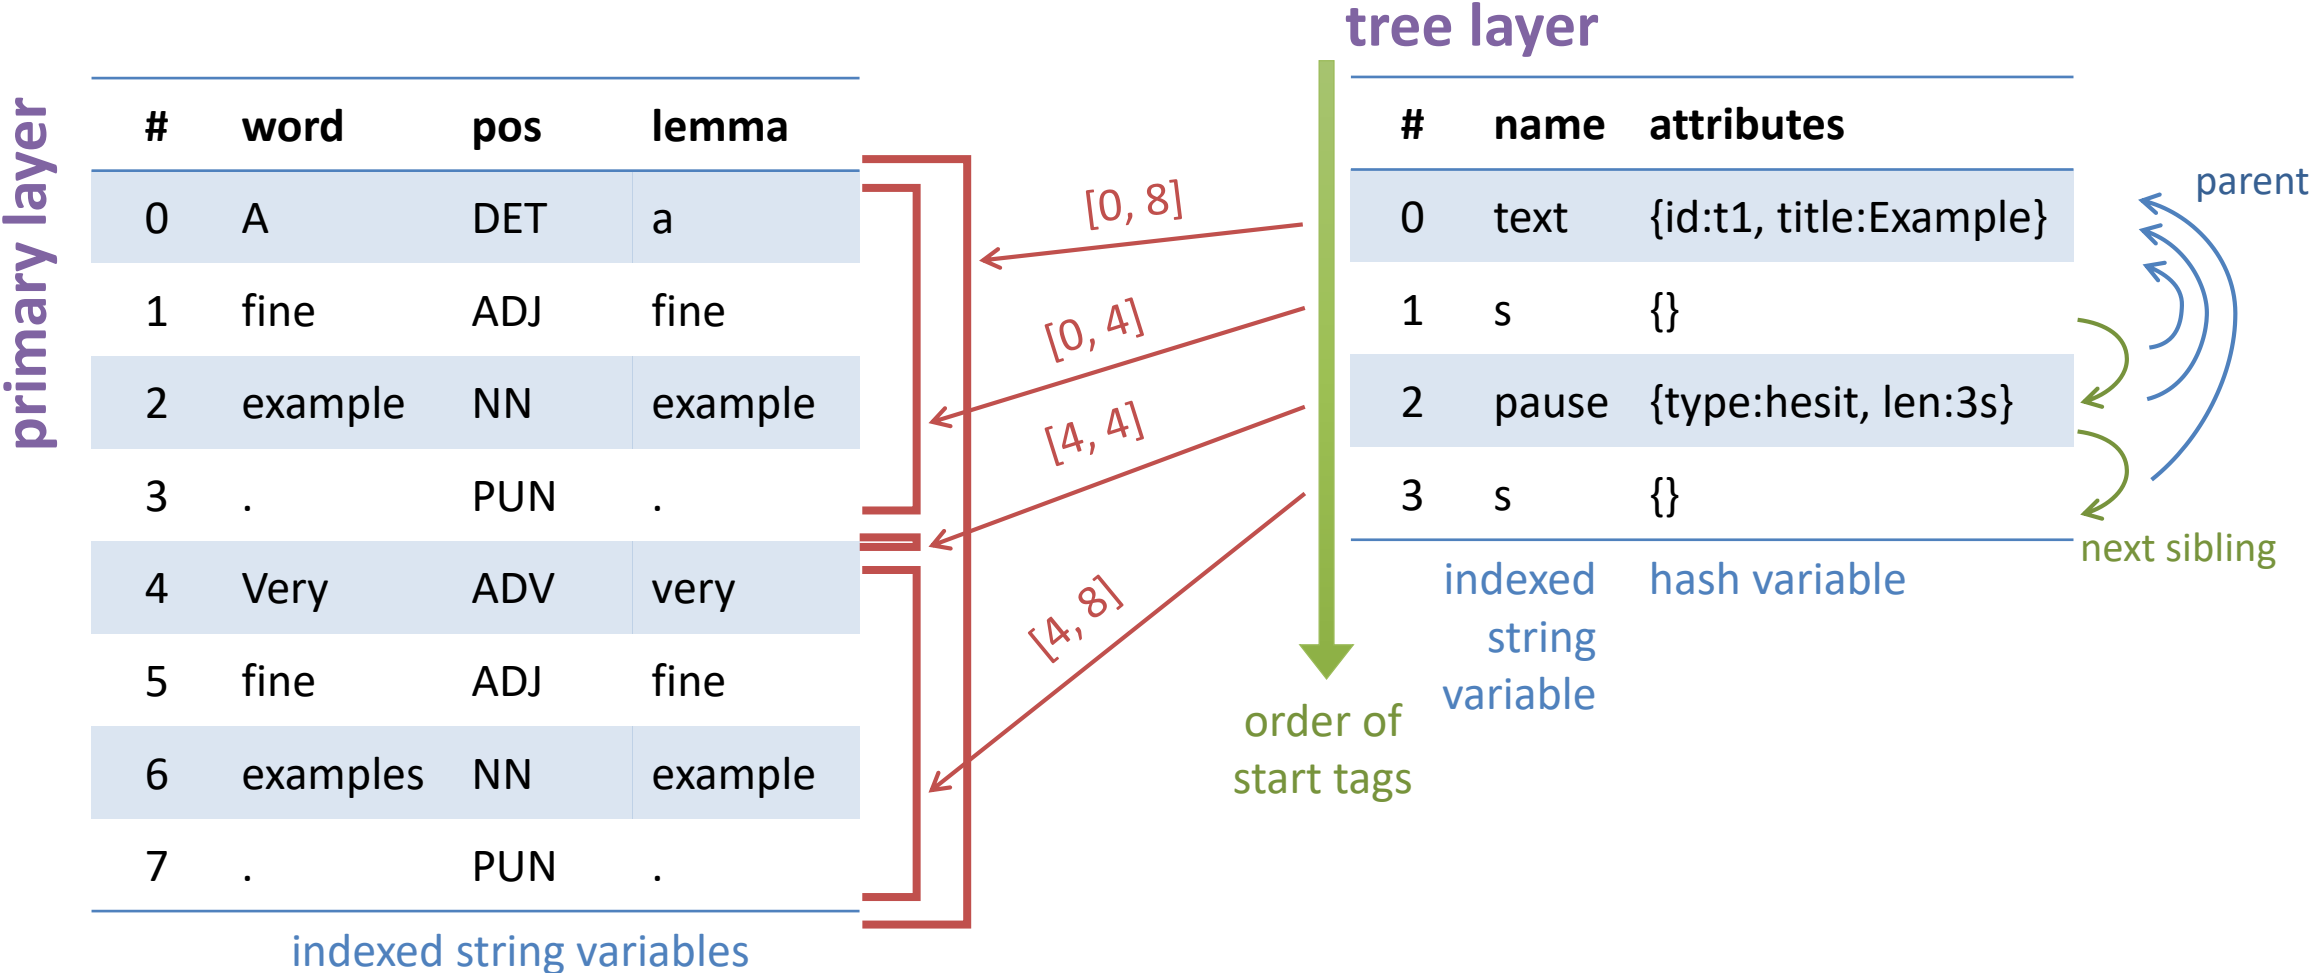 tree layer
primary layer
# word pos lemma
0 A DET a
1 fine ADJ fine
2 example NN example
3 . PUN .
4 Very ADV very
5 fine ADJ fine
6 examples NN example
7 . PUN .
indexed string variables
[0, 8]
[0, 4]
[4, 4]
[4, 8]
order of
start tags
# name attributes
0 text {id:t1, title:Example}
1 s {}
2 pause {type:hesit, len:3s}
3 s {}
indexed
string
variable
hash variable
parent
next sibling